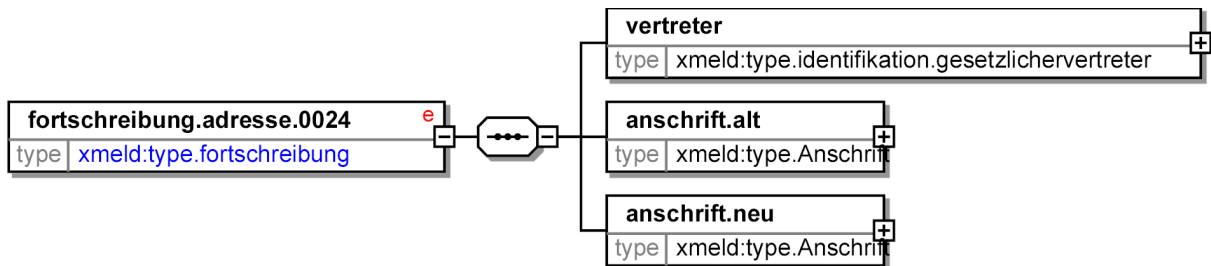 vertreter
type xmeld:type.identifikation.gesetzlichervertreter
fortschreibung.adresse.0024 e
type xmeld:type.fortschreibung
anschrift.alt
type xmeld:type.Anschrift
anschrift.neu
type xmeld:type.Anschrift